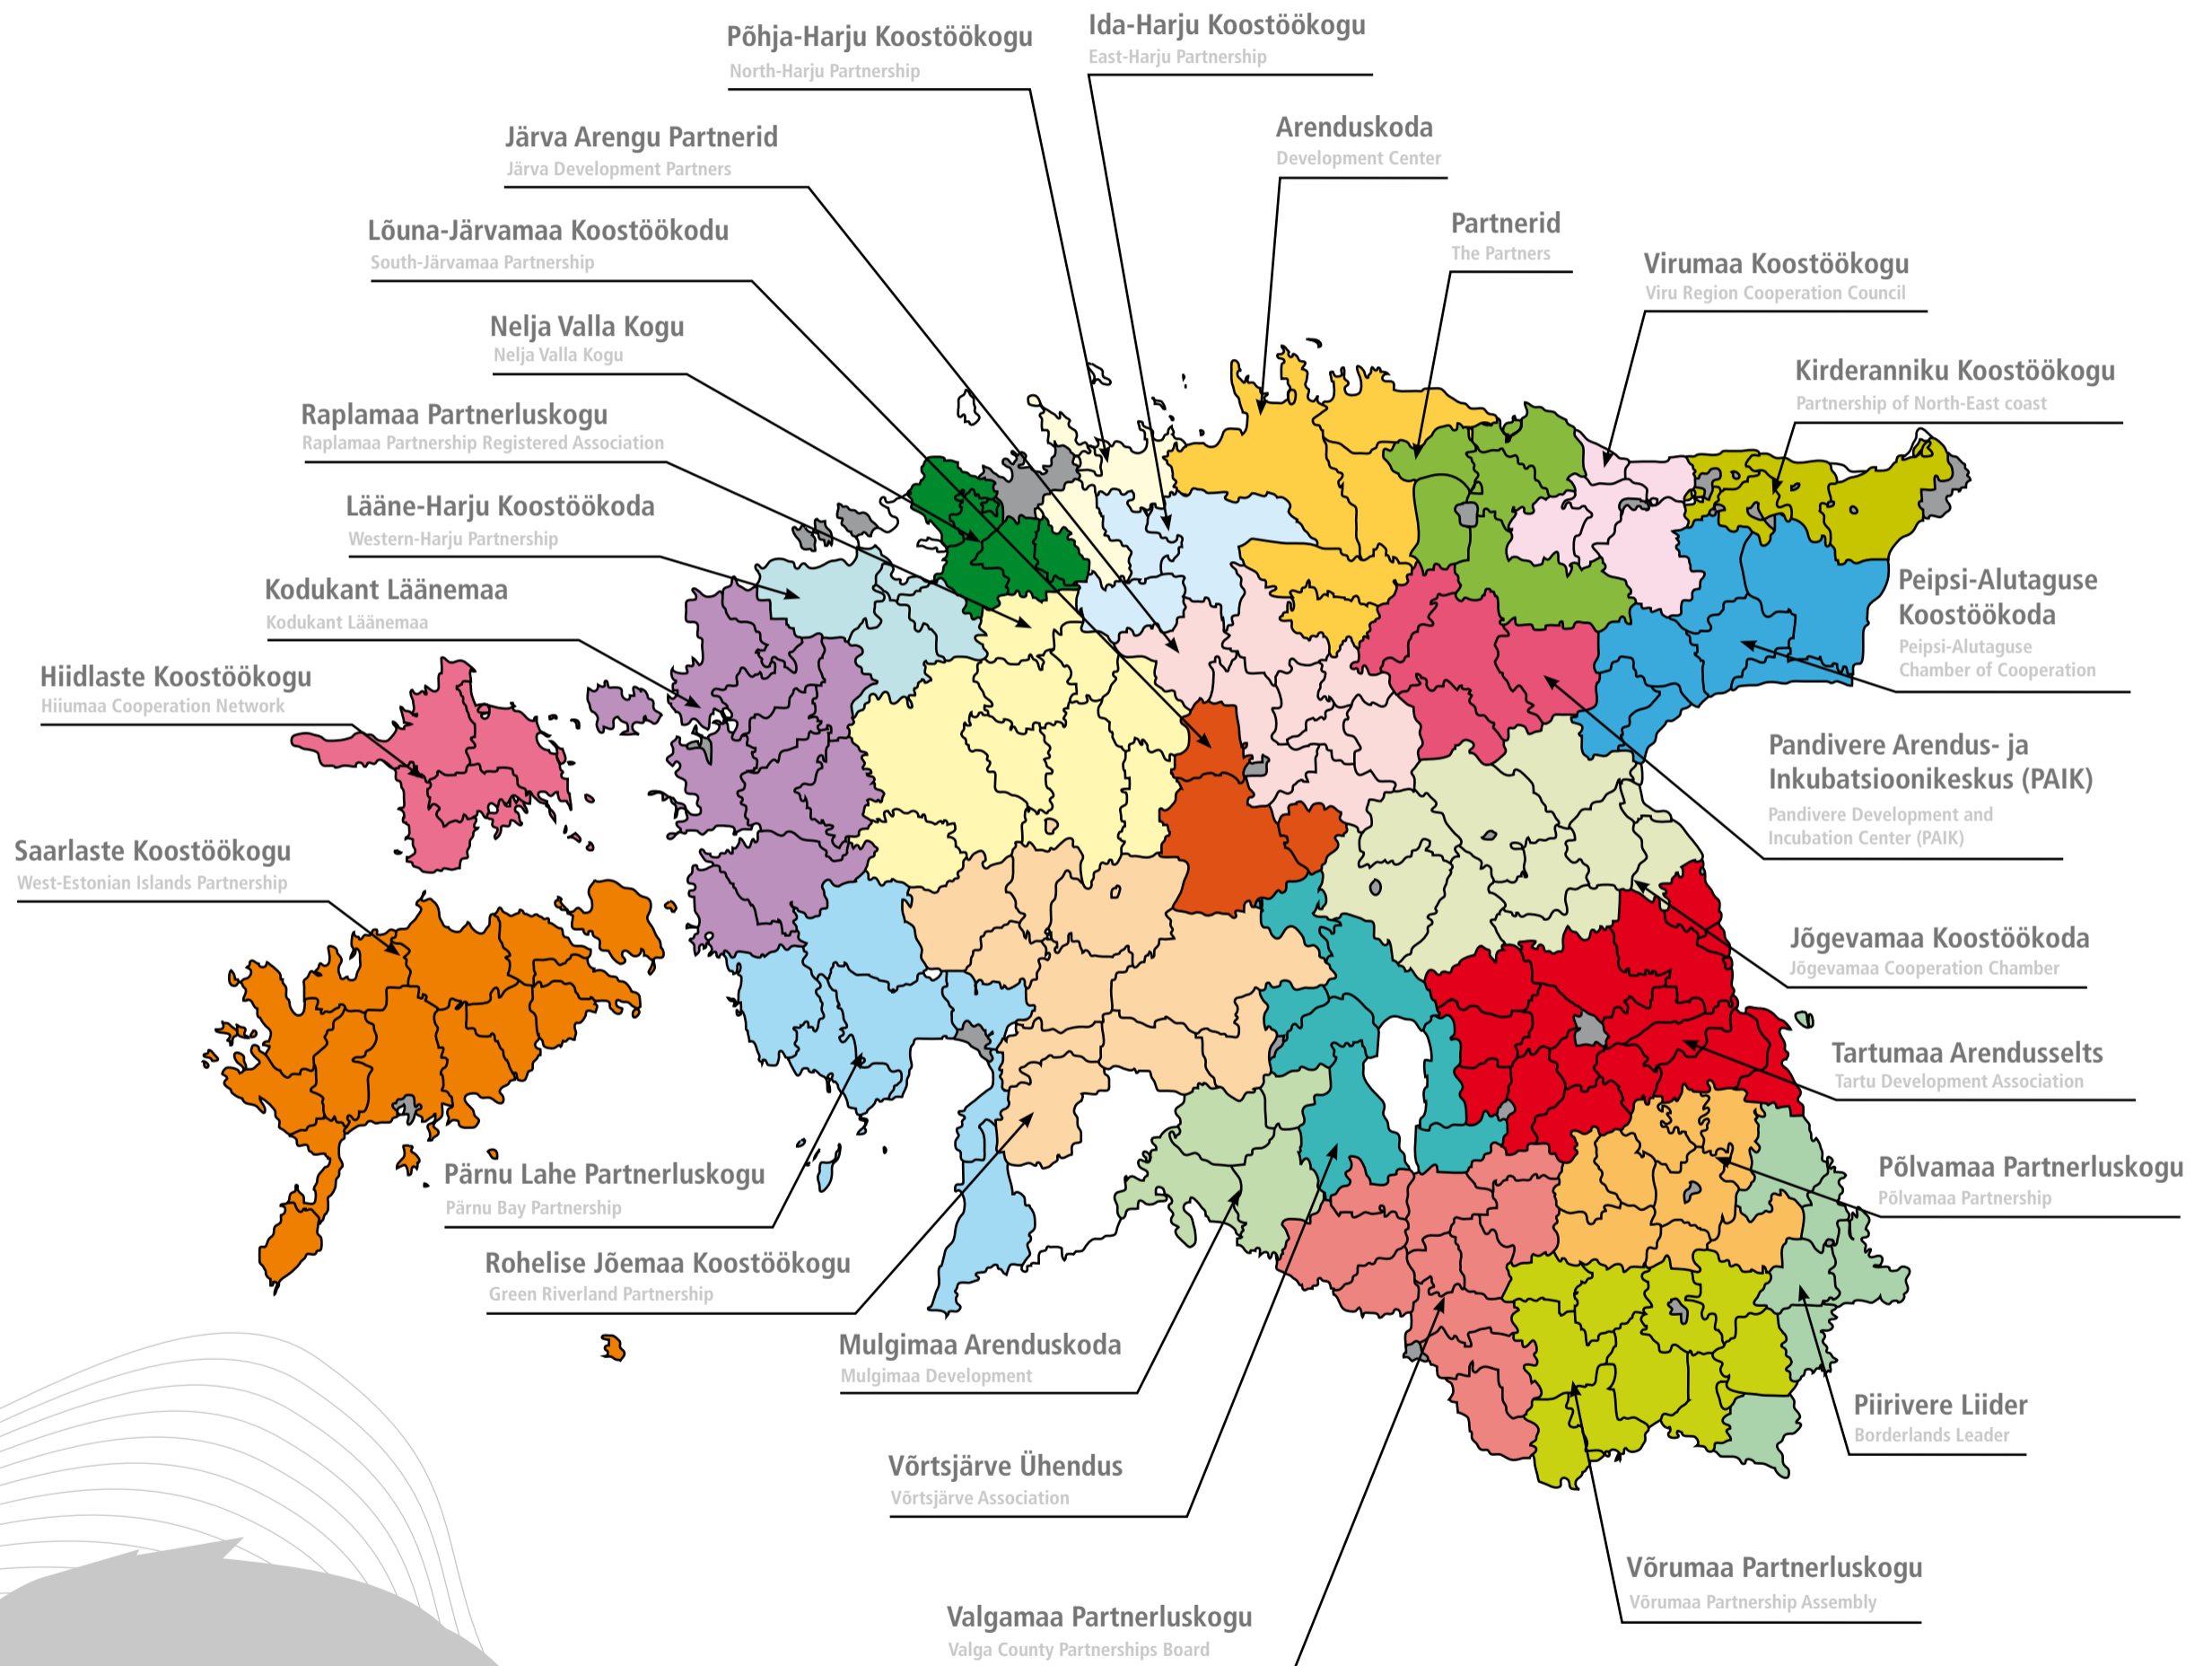 Põhja-Harju Koostöökogu
North-Harju Partnership
Ida-Harju Koostöökogu
East-Harju Partnership
Järva Arengu Partnerid
Järva Development Partners
Arenduskoda
Development Center
Lõuna-Järvamaa Koostöökodu
South-Järvamaa Partnership
Partnerid
The Partners
Virumaa Koostöökogu
Viru Region Cooperation Council
Nelja Valla Kogu
Nelja Valla Kogu
Kirderanniku Koostöökogu
Partnership of North-East coast
Raplamaa Partnerluskogu
Raplamaa Partnership Registered Association
Lääne-Harju Koostöökoda
Western-Harju Partnership
Kodukant Läänemaa
Kodukant Läänemaa
Peipsi-Alutaguse
Koostöökoda
Peipsi-Alutaguse
Chamber of Cooperation
Hiidlaste Koostöökogu
Hiiumaa Cooperation Network
Pandivere Arendus- ja
Inkubatsioonikeskus (PAIK)
Pandivere Development and
Incubation Center (PAIK)
Saarlaste Koostöökogu
West-Estonian Islands Partnership
Jõgevamaa Koostöökoda
Jõgevamaa Cooperation Chamber
Tartumaa Arendusselts
Tartu Development Association
Pärnu Lahe Partnerluskogu
Pärnu Bay Partnership
Põlvamaa Partnerluskogu
Põlvamaa Partnership
Rohelise Jõemaa Koostöökogu
Green Riverland Partnership
Mulgimaa Arenduskoda
Mulgimaa Development
Piirivere Liider
Borderlands Leader
Võrtsjärve Ühendus
Võrtsjärve Association
Võrumaa Partnerluskogu
Võrumaa Partnership Assembly
Valgamaa Partnerluskogu
Valga County Partnerships Board